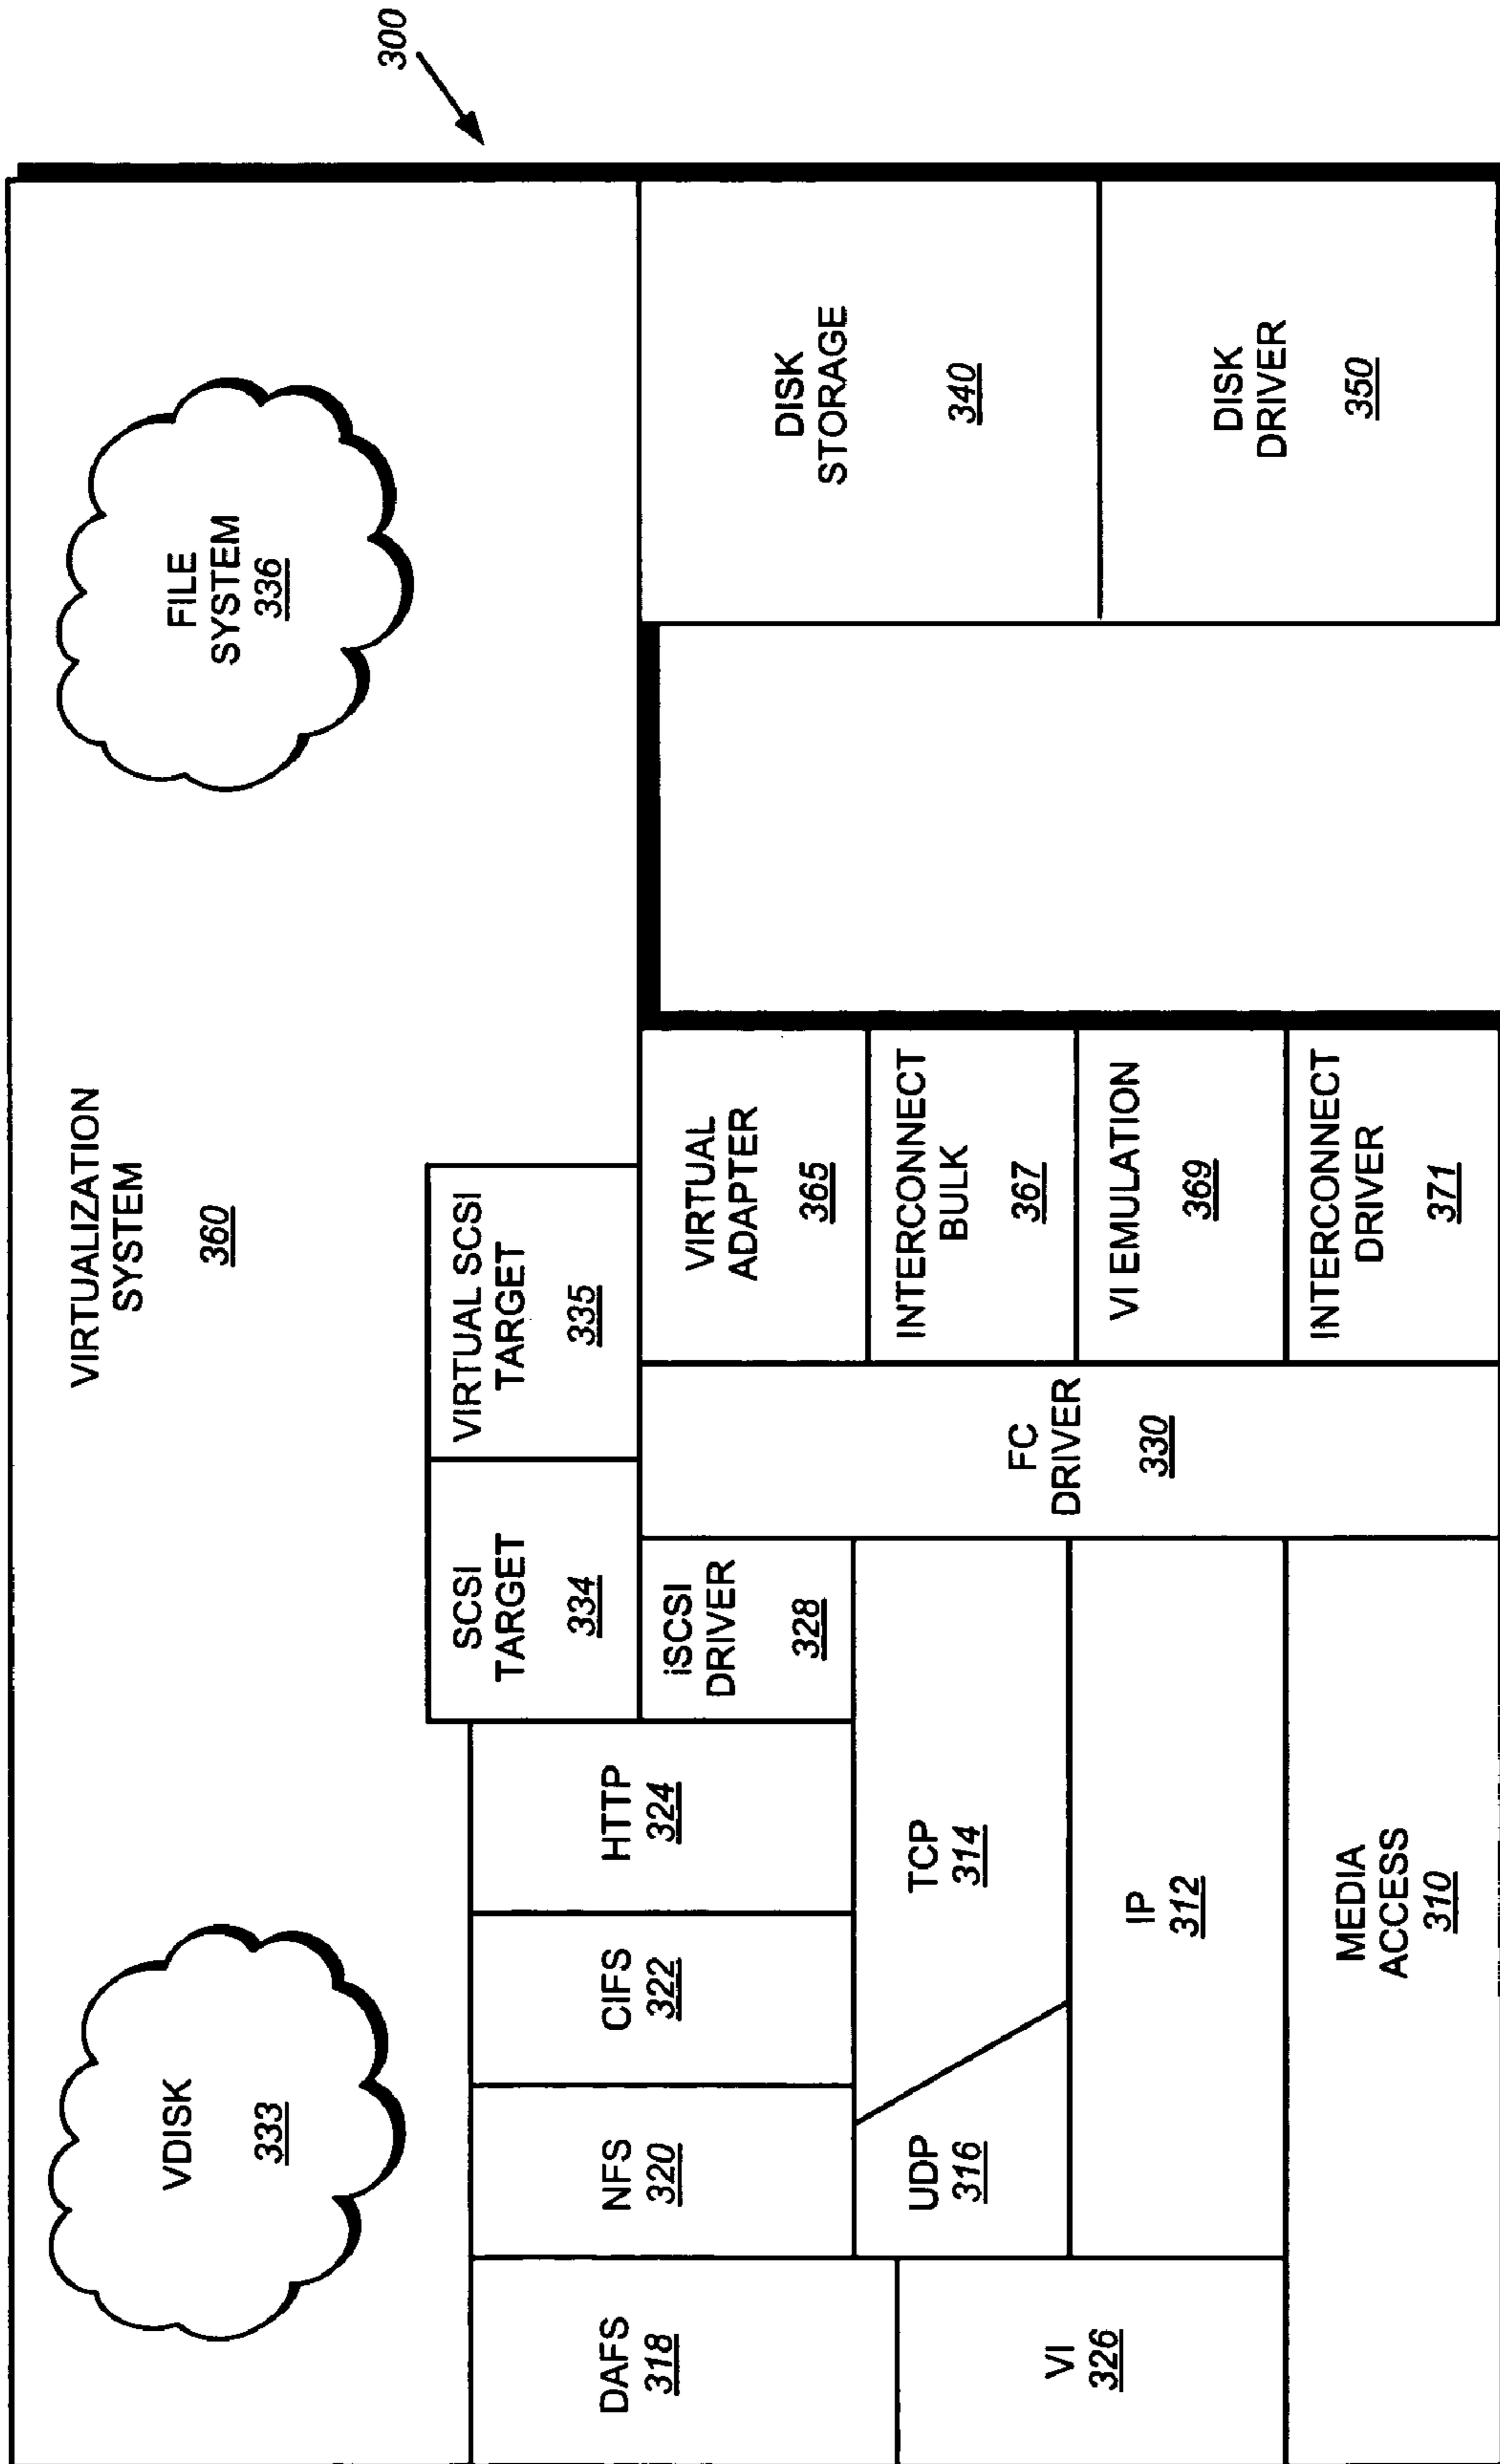 300
VIRTUALIZATION
SYSTEM
360
VDISK
333
FILE
SYSTEM
336
SCSI
TARGET
334
VIRTUAL SCSI
TARGET
335
DAFS
318
NFS
320
CIFS
322
HTTP
324
iSCSI
DRIVER
328
VI
326
UDP
316
TCP
314
IP
312
MEDIA
ACCESS
310
FC
DRIVER
330
VIRTUAL
ADAPTER
365
INTERCONNECT
BULK
367
VI EMULATION
369
INTERCONNECT
DRIVER
371
DISK
STORAGE
340
DISK
DRIVER
350